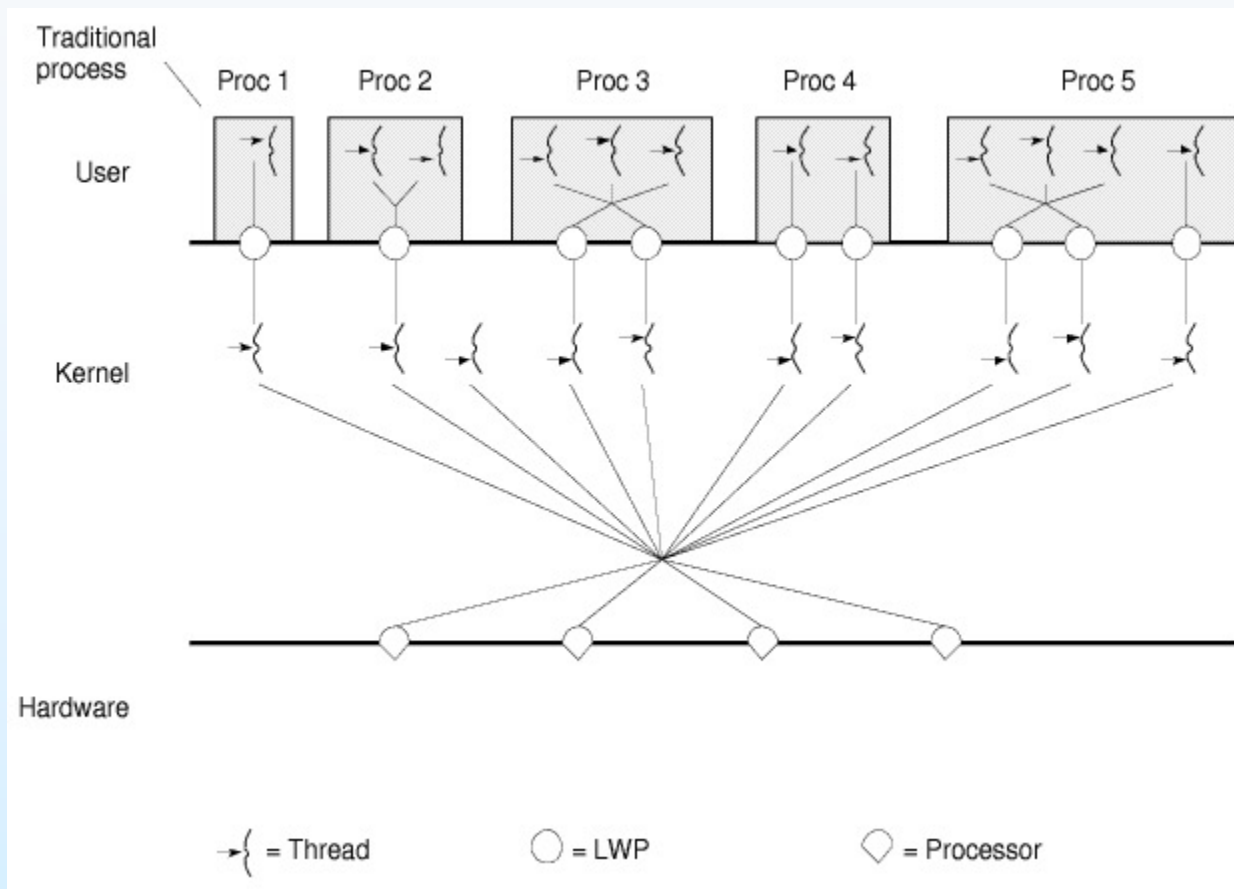 Traditional
process
Proc 1
Proc 2
Proc 3
Proc 4
Proc 5
User
Kernel
Hardware
= Thread
= LWP
= Processor